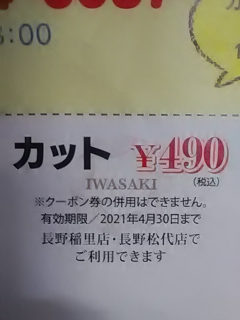 :00
カット ¥490
(税込)
IWASAKI
※クーポン券の併用はできません。
有効期限／2021年4月30日まで
長野稲里店・長野松代店で
ご利用できます